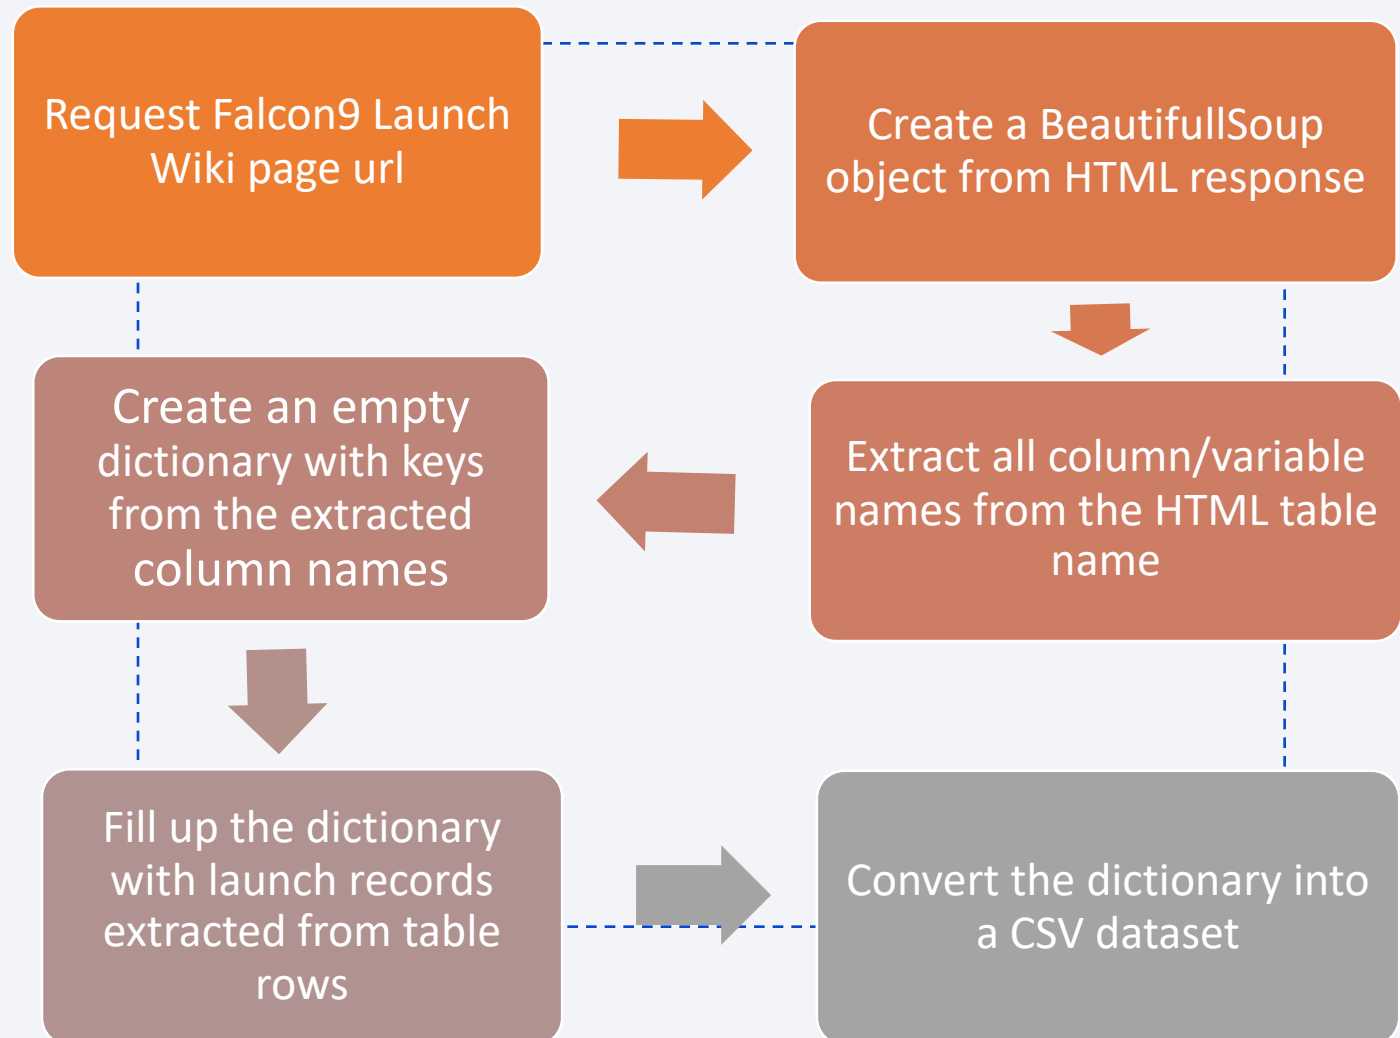 Request Falcon9 Launch
Wiki page url
Create a BeautifullSoup
object from HTML response
Extract all column/variable
names from the HTML table
name
Create an empty
dictionary with keys
from the extracted
column names
Fill up the dictionary
with launch records
extracted from table
rows
Convert the dictionary into
a CSV dataset